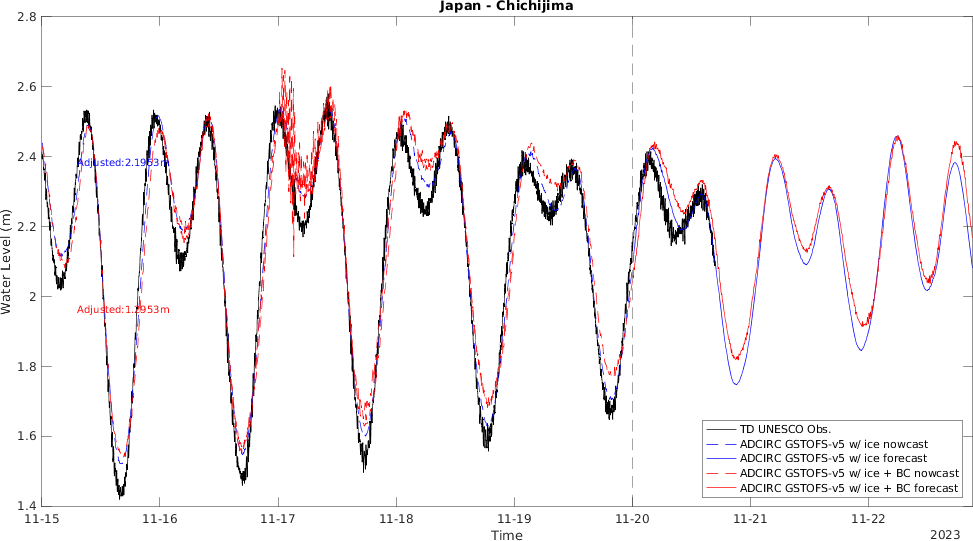 Japan - Chichijima
2.8
2.6
2.4
2.2
2
1.8
1.6
1.4
Water Level (m)
Adjusted:2.1953m
Adjusted:1.2953m
TD UNESCO Obs.
ADCIRC GSTOFS-v5 w/ ice nowcast
ADCIRC GSTOFS-v5 w/ ice forecast
ADCIRC GSTOFS-v5 w/ ice + BC nowcast
ADCIRC GSTOFS-v5 w/ ice + BC forecast
11-15 11-16 11-17 11-18 11-19 11-20 11-21 11-22
Time
2023